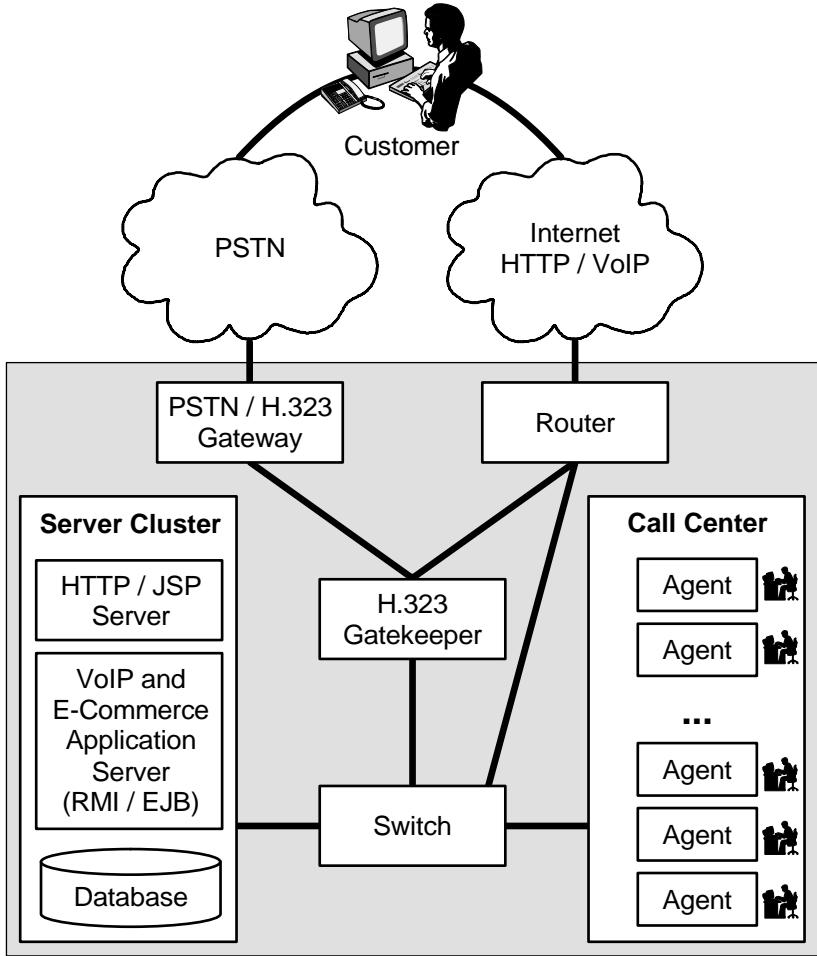 Customer
PSTN
Internet
HTTP / VoIP
PSTN / H.323
Gateway
Router
Server Cluster
HTTP / JSP
Server
VoIP and
E-Commerce
Application
Server
(RMI / EJB)
Database
H.323
Gatekeeper
Switch
Call Center
Agent
Agent
...
Agent
Agent
Agent